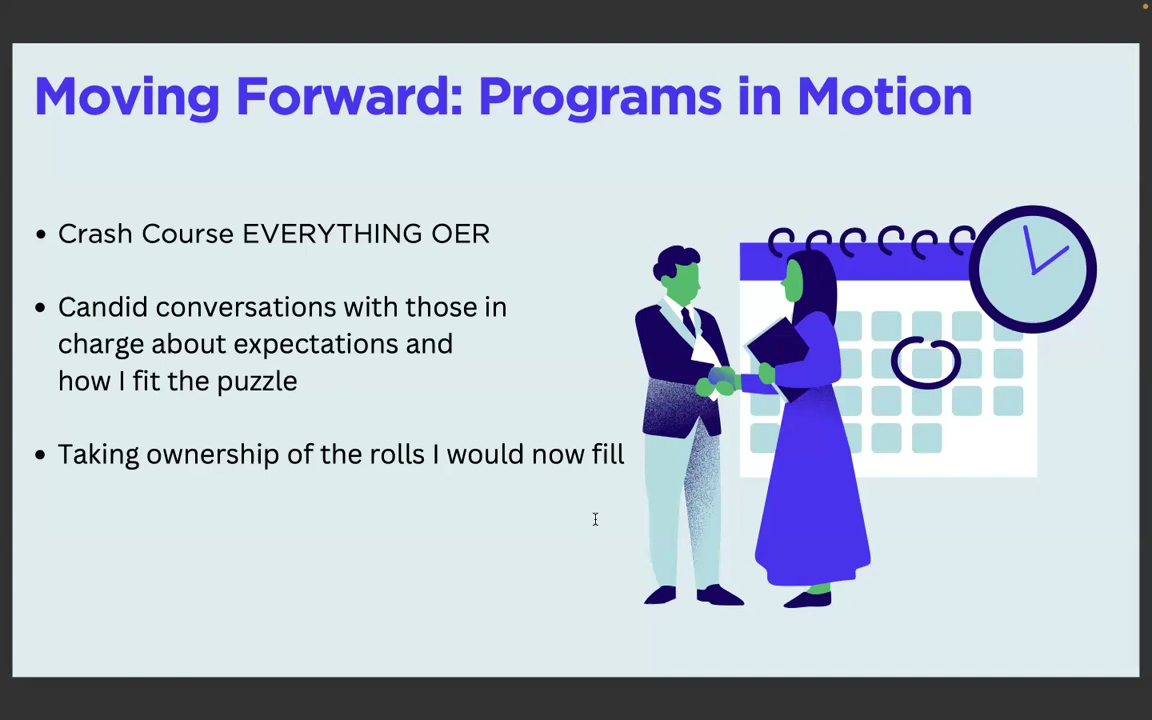 Moving Forward: Programs in Motion
• Crash Course EVERYTHING OER
• Candid conversations with those in
charge about expectations and
how I fit the puzzle
• Taking ownership of the rolls I would now fill